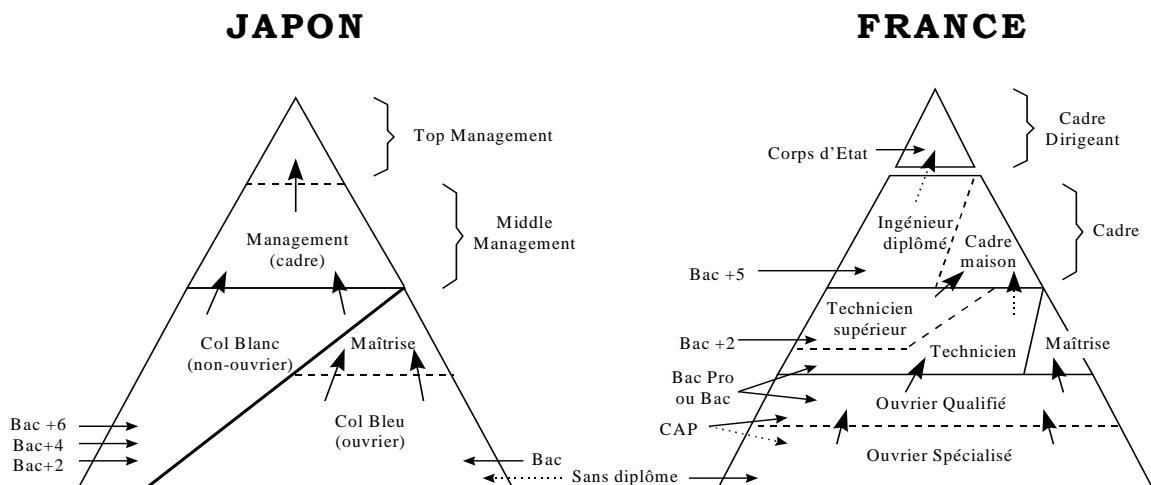 JAPON
Top Management
Middle
Management
Management
(cadre)
Col Blanc
(non-ouvrier)
Maîtrise
Col Bleu
(ouvrier)
Bac +6
Bac+4
Bac+2
Bac
Sans diplôme
FRANCE
Cadre
Dirigeant
Corps d'Etat
Ingénieur
diplômé
Cadre
maison
Cadre
Bac +5
Technicien
supérieur
Bac +2
Technicien
Maîtrise
Bac Pro
ou Bac
Ouvrier Qualifié
CAP
Ouvrier Spécialisé